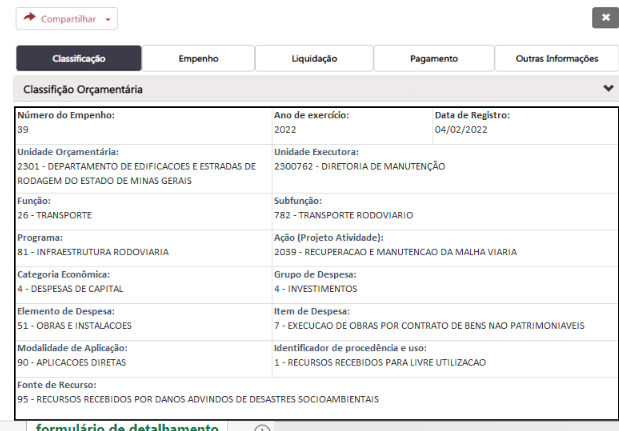 Compartilhar
Classificação Empenho Liquidação Pagamento Outras Informações
Classifição Orçamentária
Número do Empenho: Ano de exercício: Data de Registro:
39 2022 04/02/2022
Unidade Orçamentária: Unidade Executora:
2301 - DEPARTAMENTO DE EDIFICACOES E ESTRADAS DE 2300762 - DIRETORIA DE MANUTENÇÃO
RODAGEM DO ESTADO DE MINAS GERAIS
Função: Subfunção:
26 - TRANSPORTE 782 - TRANSPORTE RODOVIARIO
Programa: Ação (Projeto Atividade):
81 - INFRAESTRUTURA RODOVIARIA 2039 - RECUPERACAO E MANUTENCAO DA MALHA VIARIA
Categoria Econômica: Grupo de Despesa:
4 - DESPESAS DE CAPITAL 4 - INVESTIMENTOS
Elemento de Despesa: Item de Despesa:
51 - OBRAS E INSTALACOES 7 - EXECUCAO DE OBRAS POR CONTRATO DE BENS NAO PATRIMONIAVEIS
Modalidade de Aplicação: Identificador de procedência e uso:
90 - APLICACOES DIRETAS 1 - RECURSOS RECEBIDOS PARA LIVRE UTILIZACAO
Fonte de Recurso:
95 - RECURSOS RECEBIDOS POR DANOS ADVINDOS DE DESASTRES SOCIOAMBIENTAIS
formulário de detalhamento